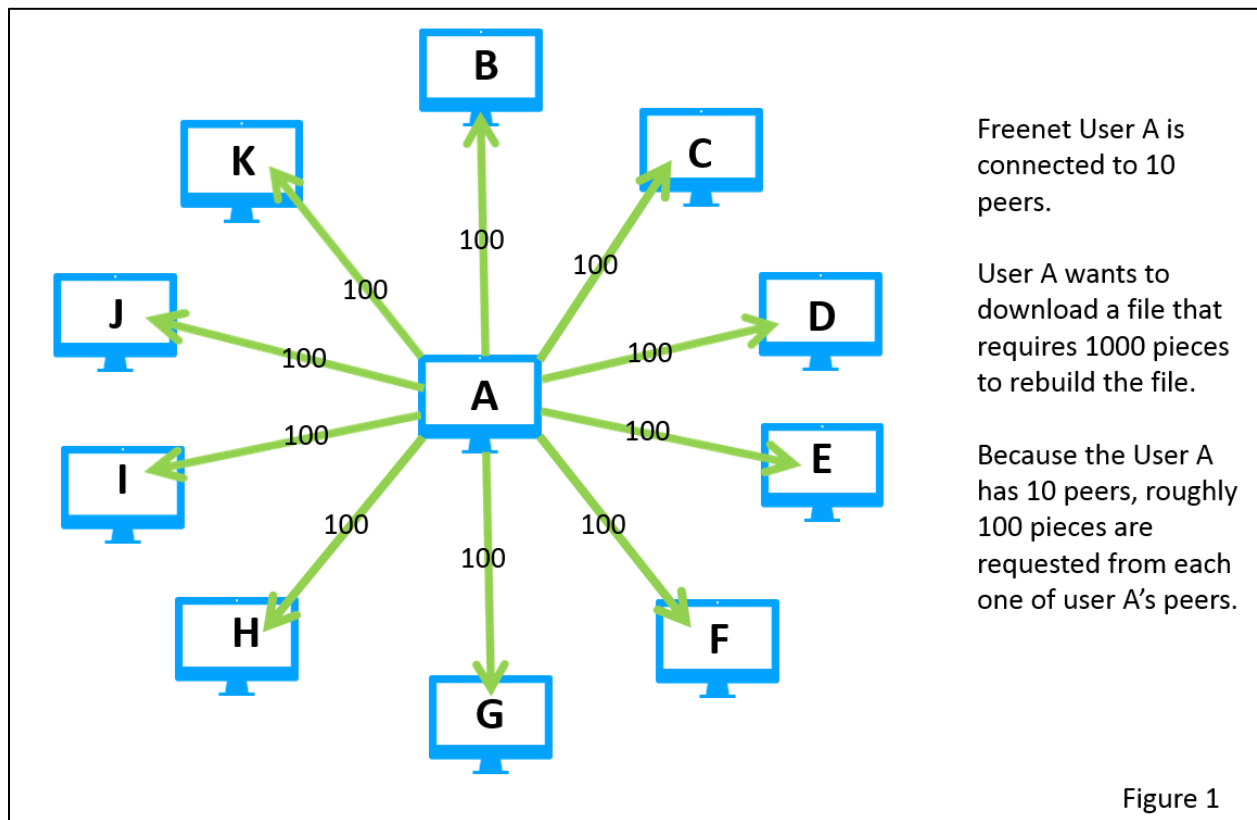 B
K
C
100
100
100
J
D
100
100
A
100
100
I
E
100
100
100
H
F
G
Freenet User A is
connected to 10
peers.
User A wants to
download a file that
requires 1000 pieces
to rebuild the file.
Because the User A
has 10 peers, roughly
100 pieces are
requested from each
one of user A's peers.
Figure 1